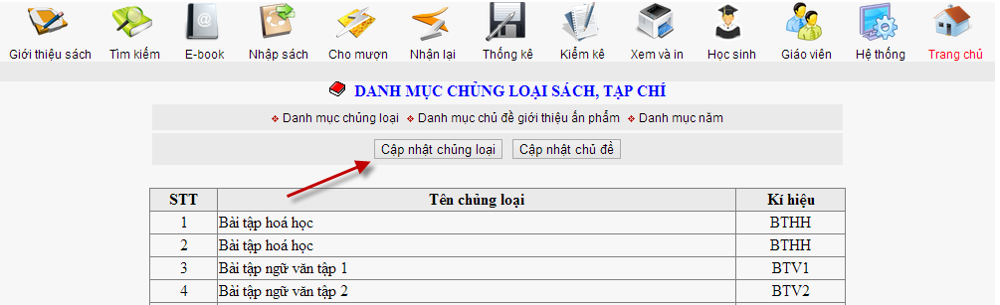 Giới thiệu sách Tìm kiếm E-book Nhập sách Cho mượn Nhận lại Thống kê Kiểm kê Xem và in Học sinh Giáo viên Hệ thống Trang chủ
DANH MỤC CHỦNG LOẠI SÁCH, TẠP CHÍ
Danh mục chủng loại Danh mục chủ đề giới thiệu ấn phẩm Danh mục năm
Cập nhật chủng loại Cập nhật chủ đề
STT Tên chủng loại Kí hiệu
1 Bài tập hoá học BTHH
2 Bài tập hoá học BTHH
3 Bài tập ngữ văn tập 1 BTV1
4 Bài tập ngữ văn tập 2 BTV2